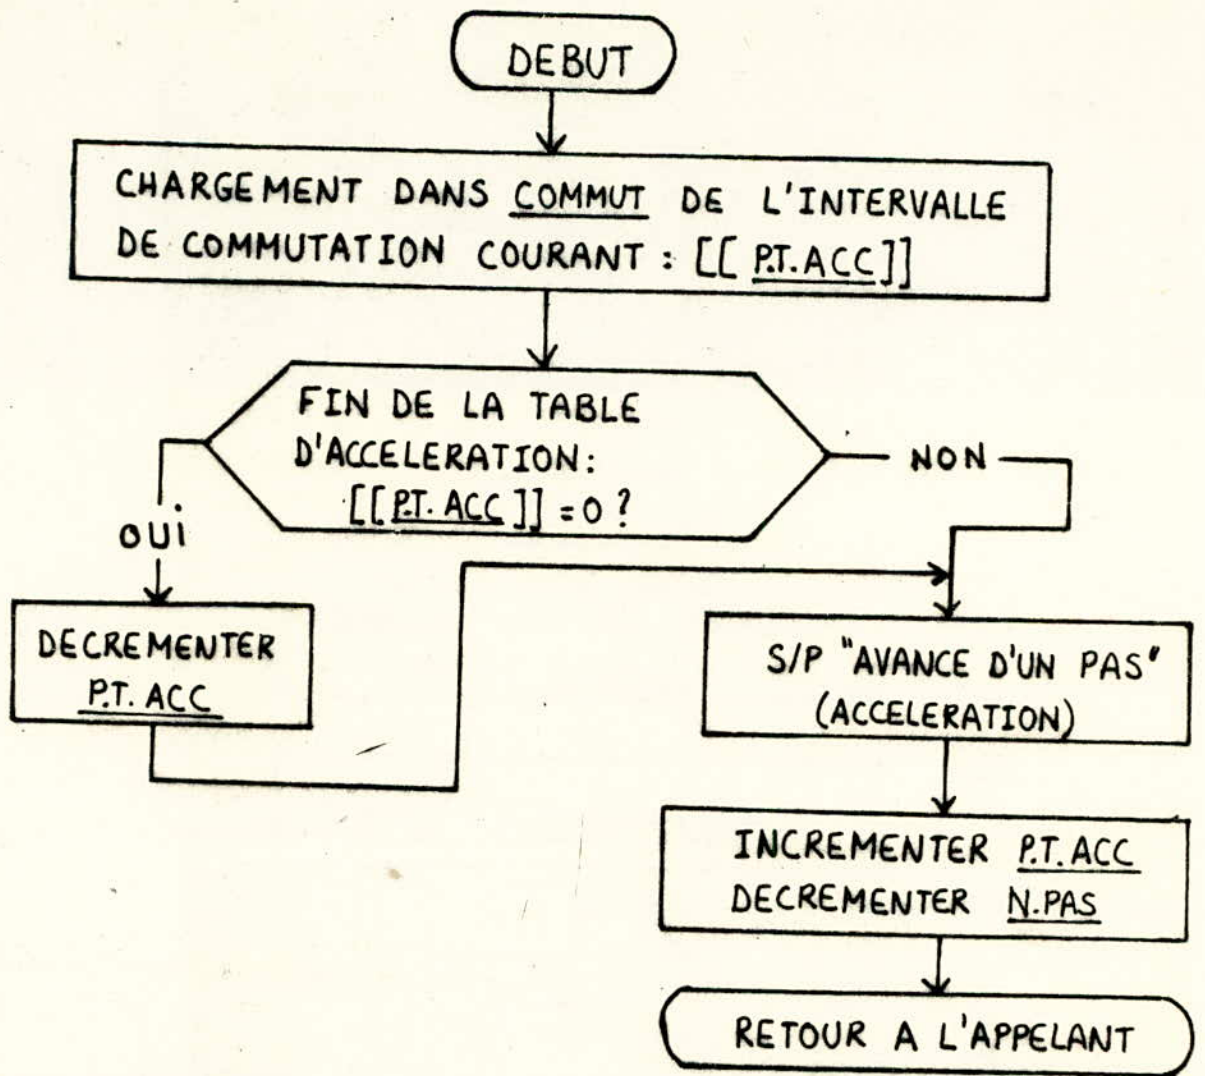 DEBUT
CHARGEMENT DANS COMMUT DE L'INTERVALLE
DE COMMUTATION COURANT : [[ P.T.ACC ]]
FIN DE LA TABLE
D'ACCELERATION:
[[ P.T. ACC ]] = 0 ?
OUI
NON
DECREMENTER
P.T. ACC
S/P "AVANCE D'UN PAS"
(ACCELERATION)
INCREMENTER P.T.ACC
DECREMENTER N.PAS
RETOUR A L'APPELANT